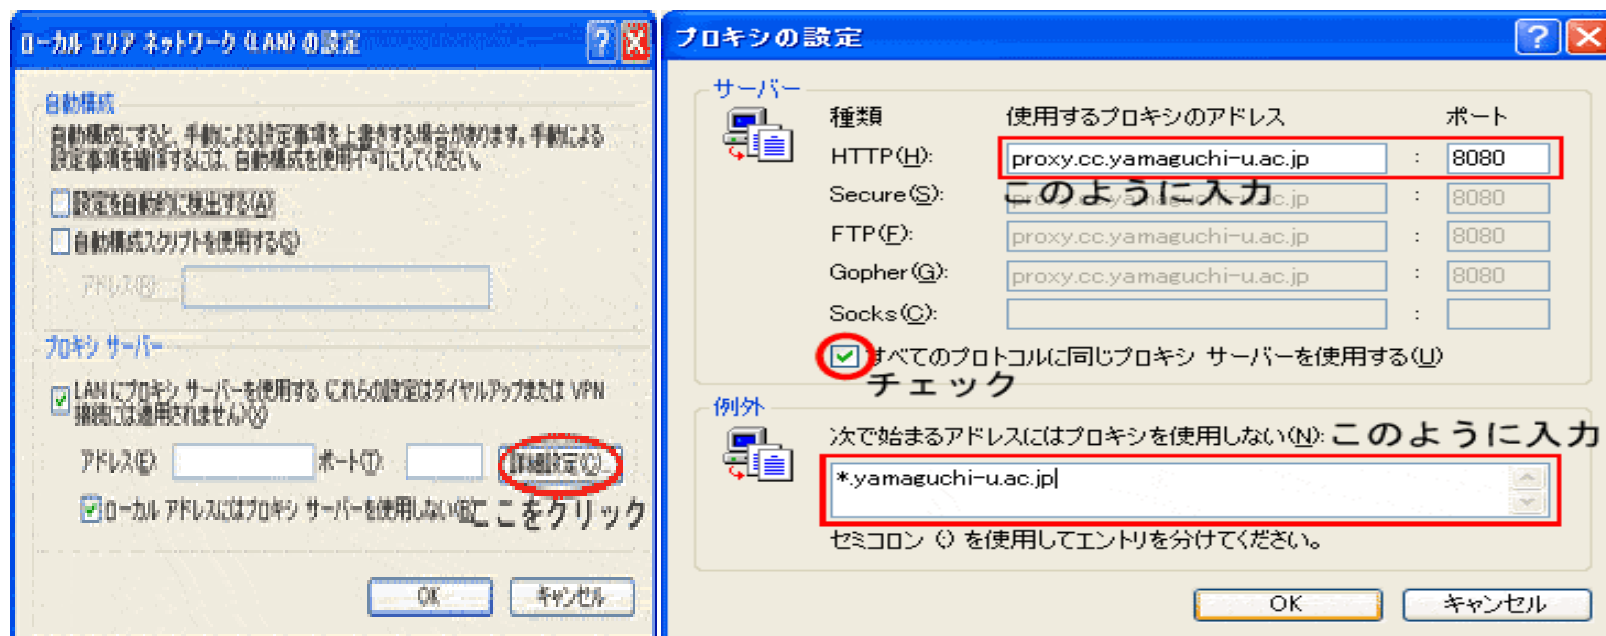 ローカル エリア ネットワーク (LAN) の設定
自動構成
自動構成にすると、手動による設定事項を上書きする場合があります。手動による
設定事項を確保するには、自動構成を使用不可にしてください。
設定を自動的に検出する(A)
自動構成スクリプトを使用する(S)
アドレス(R):
プロキシ サーバー
LAN にプロキシ サーバーを使用する (これらの設定はダイヤルアップまたは VPN
接続には適用されません)(X)
アドレス(E): ポート(T): 詳細設定(C)...
ローカル アドレスにはプロキシ サーバーを使用しない(B)
ここをクリック
OK キャンセル
プロキシの設定
サーバー
種類 使用するプロキシのアドレス ポート
HTTP(H): proxy.cc.yamaguchi-u.ac.jp : 8080
このように入力
Secure(S): proxy.cc.yamaguchi-u.ac.jp : 8080
FTP(F): proxy.cc.yamaguchi-u.ac.jp : 8080
Gopher(G): proxy.cc.yamaguchi-u.ac.jp : 8080
Socks(C): :
すべてのプロトコルに同じプロキシ サーバーを使用する(U)
チェック
例外
次で始まるアドレスにはプロキシを使用しない(N):
このように入力
*.yamaguchi-u.ac.jp
セミコロン (;) を使用してエントリを分けてください。
OK キャンセル